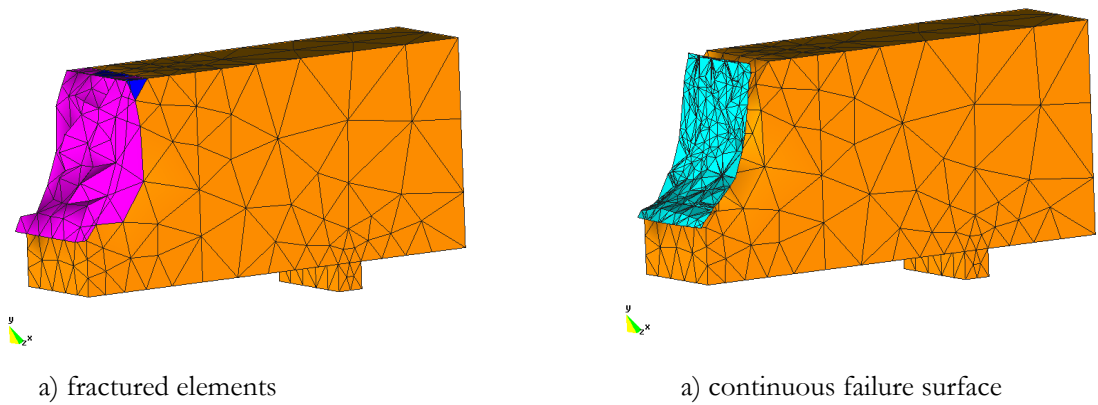 y
z x
y
z x
a) fractured elements
a) continuous failure surface